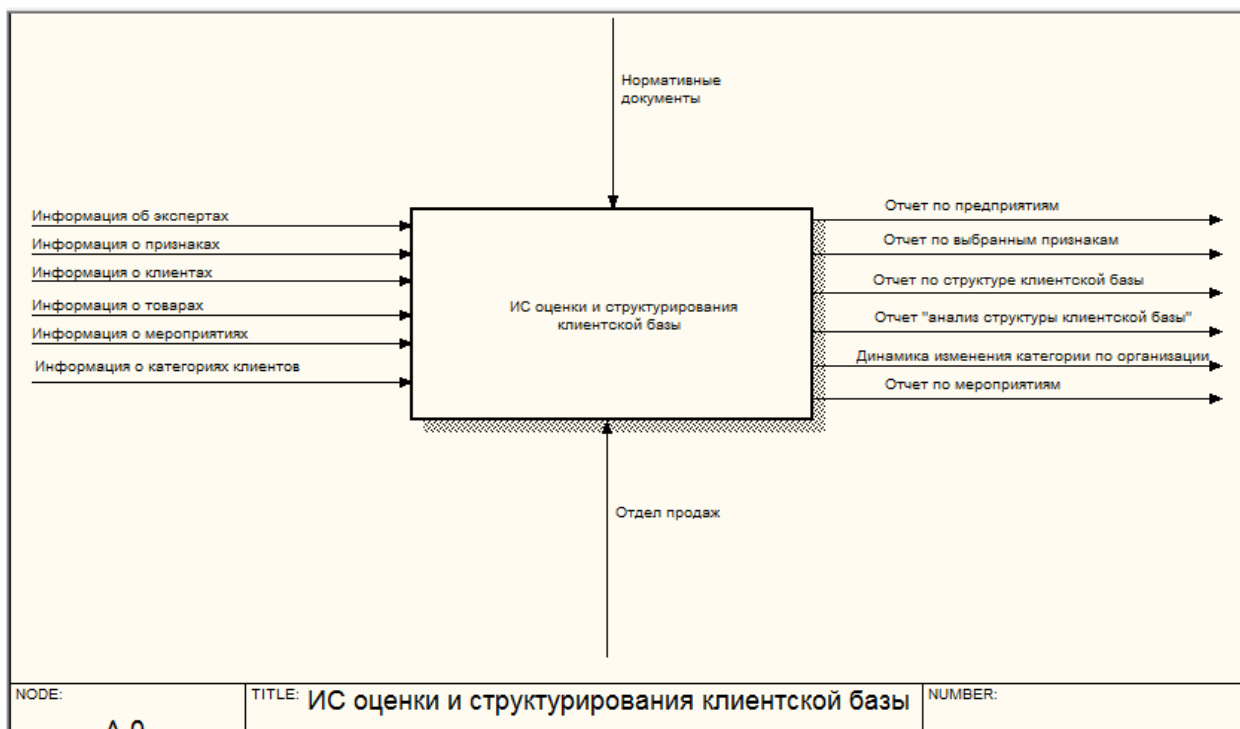 Нормативные
документы
Информация об экспертах
Информация о признаках
Информация о клиентах
Информация о товарах
Информация о мероприятиях
Информация о категориях клиентов
ИС оценки и структурирования
клиентской базы
Отчет по предприятиям
Отчет по выбранным признакам
Отчет по структуре клиентской базы
Отчет "анализ структуры клиентской базы"
Динамика изменения категории по организации
Отчет по мероприятиям
Отдел продаж
NODE:
TITLE: ИС оценки и структурирования клиентской базы
NUMBER: